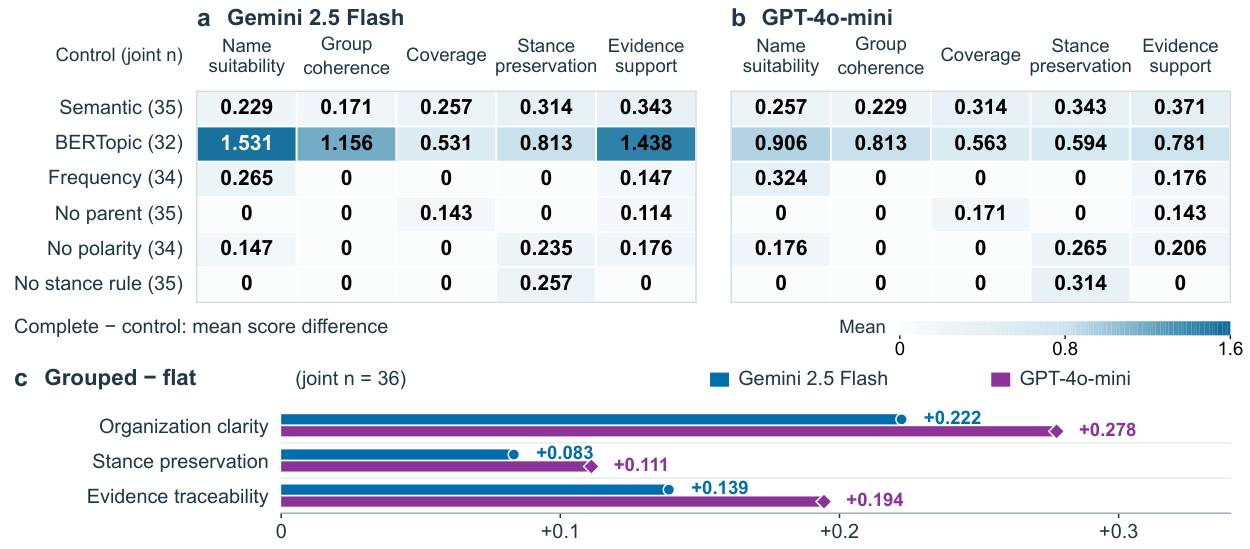 a Gemini 2.5 Flash
b GPT-4o-mini
Control (joint n)
Name suitability
Group coherence
Coverage
Stance preservation
Evidence support
Name suitability
Group coherence
Coverage
Stance preservation
Evidence support
Semantic (35) 0.229 0.171 0.257 0.314 0.343 0.257 0.229 0.314 0.343 0.371
BERTopic (32) 1.531 1.156 0.531 0.813 1.438 0.906 0.813 0.563 0.594 0.781
Frequency (34) 0.265 0 0 0 0.147 0.324 0 0 0 0.176
No parent (35) 0 0 0.143 0 0.114 0 0 0.171 0 0.143
No polarity (34) 0.147 0 0 0.235 0.176 0.176 0 0 0.265 0.206
No stance rule (35) 0 0 0 0.257 0 0 0 0 0.314 0
Complete − control: mean score difference
Mean
0 0.8 1.6
c Grouped − flat (joint n = 36)
Gemini 2.5 Flash
GPT-4o-mini
Organization clarity +0.222 +0.278
Stance preservation +0.083 +0.111
Evidence traceability +0.139 +0.194
0 +0.1 +0.2 +0.3